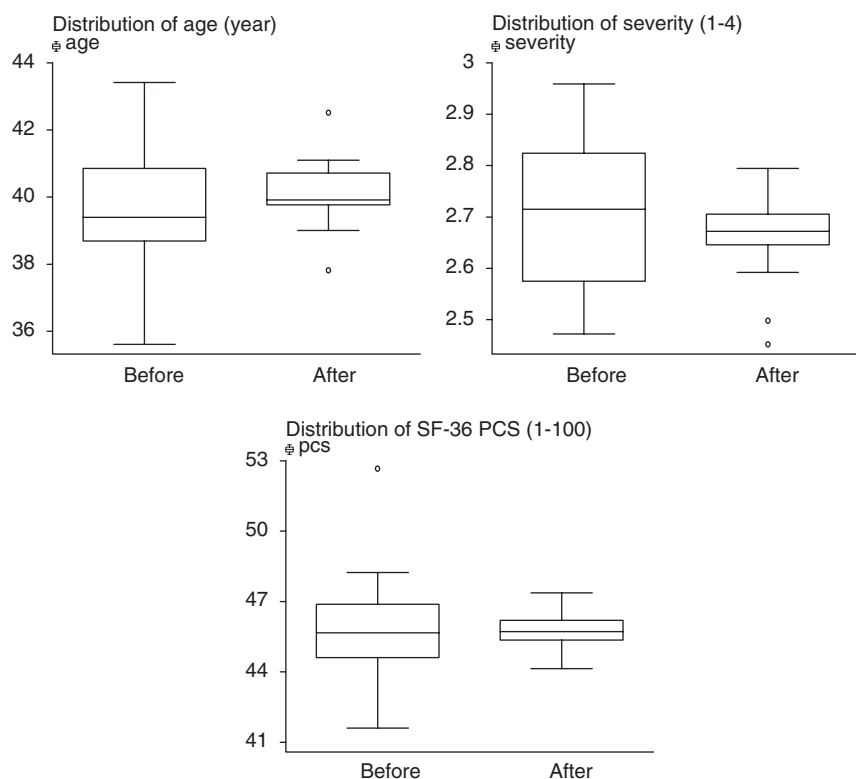 Distribution of age (year)
age
44
42
40
38
36
Before After
Distribution of severity (1-4)
severity
3
2.9
2.8
2.7
2.6
2.5
Before After
Distribution of SF-36 PCS (1-100)
pcs
53
50
47
44
41
Before After